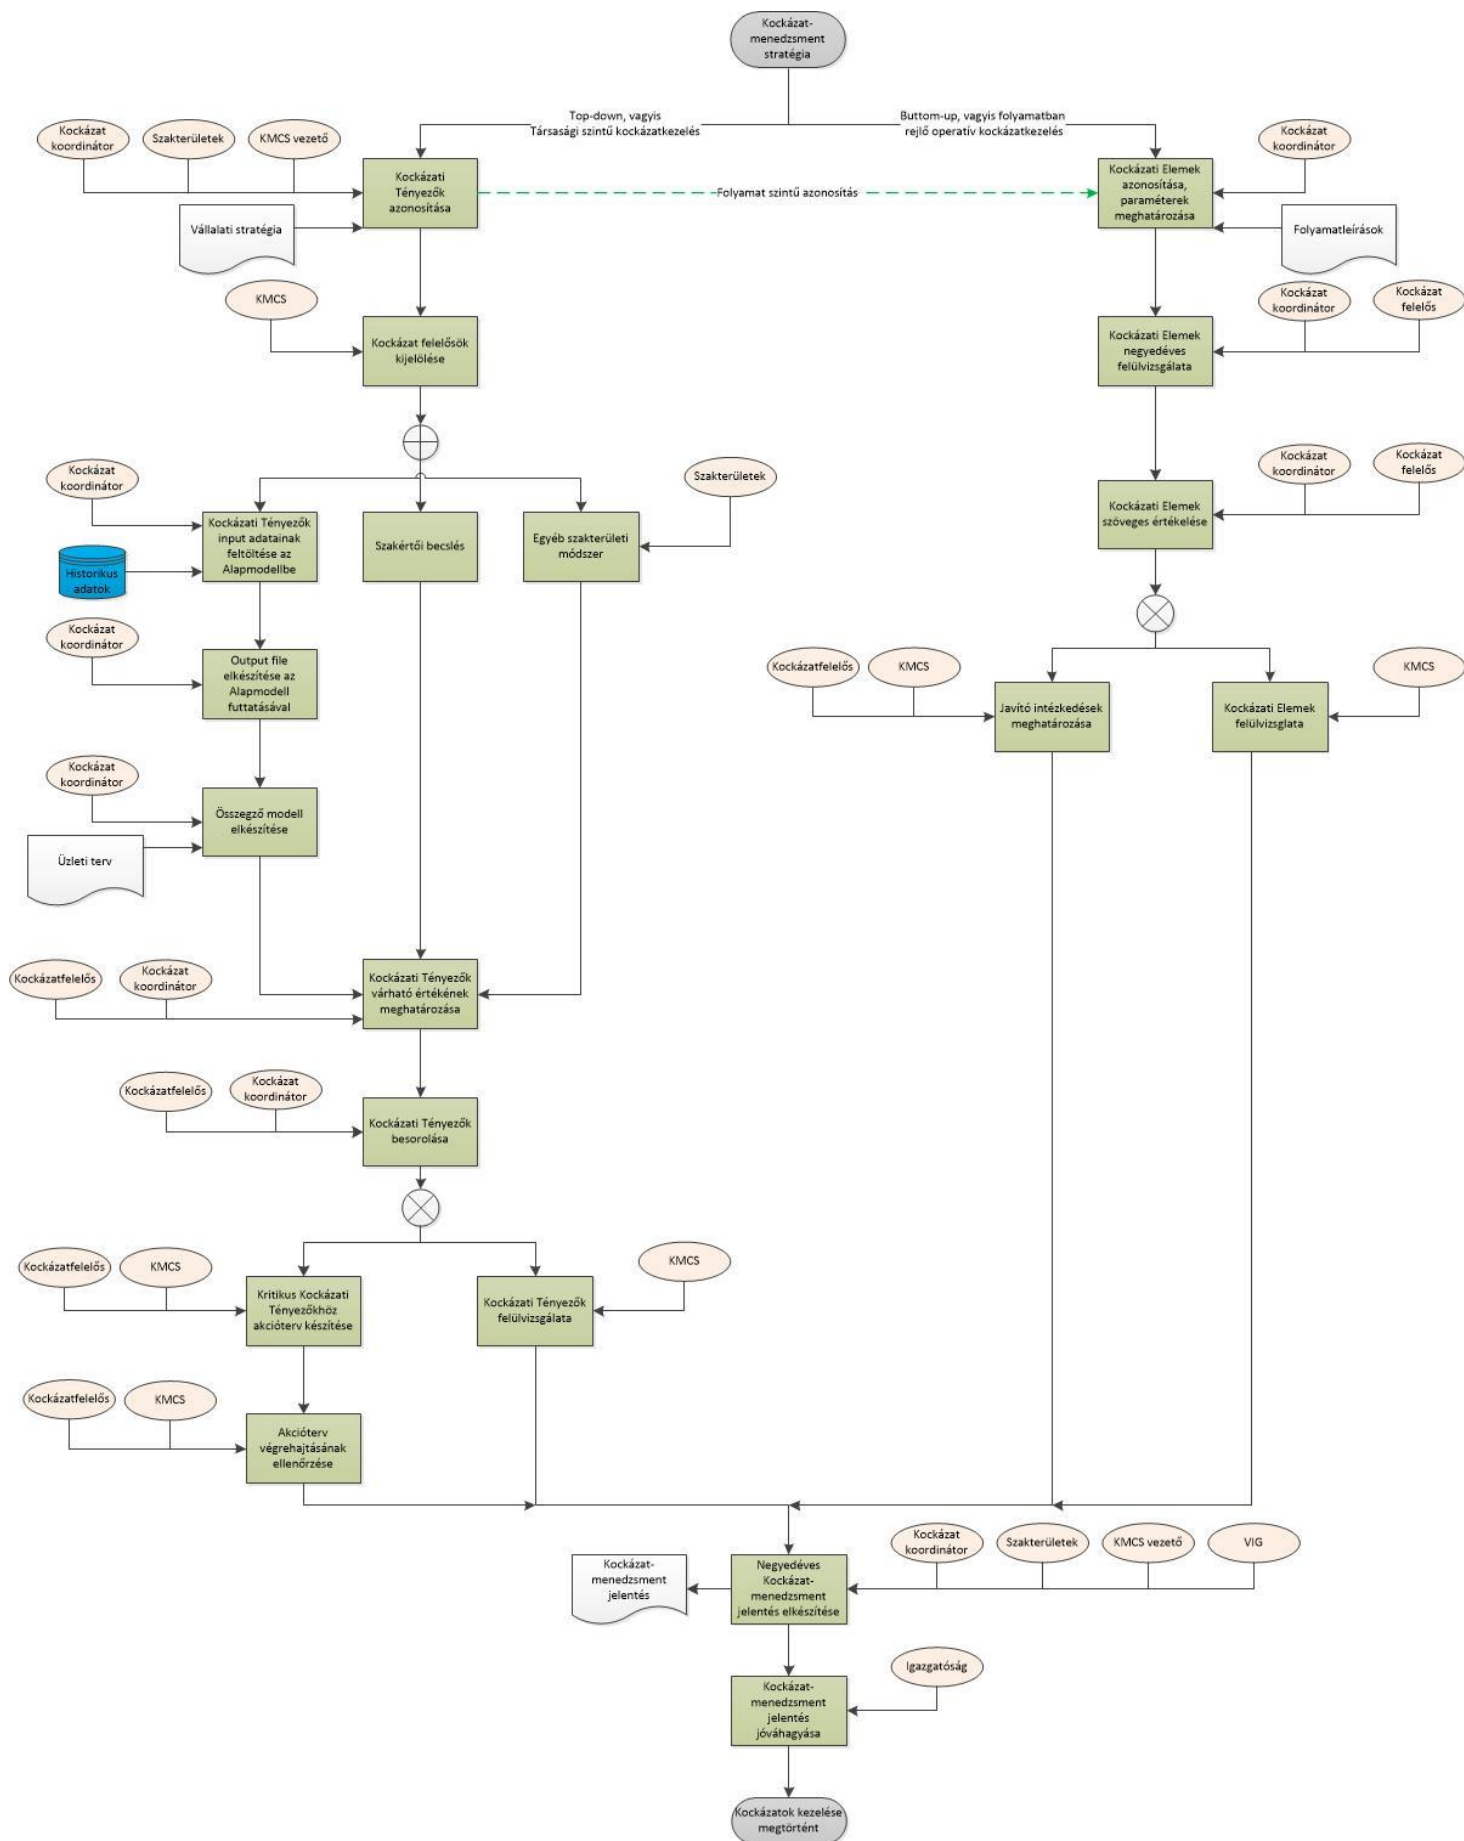 Kockázat-
menedzsment
stratégia
Top-down, vagyis
Társasági szintű kockázatkezelés
Buttom-up, vagyis folyamatban
rejlő operatív kockázatkezelés
Kockázat
koordinátor
Szakterületek
KMCS vezető
Kockázati
Tényezők
azonosítása
Folyamat szintű azonosítás
Kockázati Elemek
azonosítása,
paraméterek
meghatározása
Kockázat
koordinátor
Vállalati stratégia
Folyamatleírások
KMCS
Kockázat felelősök
kijelölése
Kockázati Elemek
negyedéves
felülvizsgálata
Kockázat
koordinátor
Kockázat
felelős
Kockázat
koordinátor
Historikus
adatok
Kockázati Tényezők
input adatainak
feltöltése az
Alapmodellbe
Szakértői becslés
Egyéb szakterületi
módszer
Szakterületek
Kockázati Elemek
szöveges értékelése
Kockázat
koordinátor
Kockázat
felelős
Kockázat
koordinátor
Output file
elkészítése az
Alapmodell
futtatásával
Kockázatfelelős
KMCS
Javító intézkedések
meghatározása
Kockázati Elemek
felülvizsglata
KMCS
Kockázat
koordinátor
Összegző modell
elkészítése
Üzleti terv
Kockázatfelelős
Kockázat
koordinátor
Kockázati Tényezők
várható értékének
meghatározása
Kockázatfelelős
Kockázat
koordinátor
Kockázati Tényezők
besorolása
Kockázatfelelős
KMCS
Kritikus Kockázati
Tényezőkhöz
akcióterv készítése
Kockázati Tényezők
felülvizsgálata
KMCS
Kockázatfelelős
KMCS
Akcióterv
végrehajtásának
ellenőrzése
Kockázat-
menedzsment
jelentés
Negyedéves
Kockázat-
menedzsment
jelentés elkészítése
Kockázat
koordinátor
Szakterületek
KMCS vezető
VIG
Kockázat-
menedzsment
jelentés
jóváhagyása
Igazgatóság
Kockázatok kezelése
megtörtént